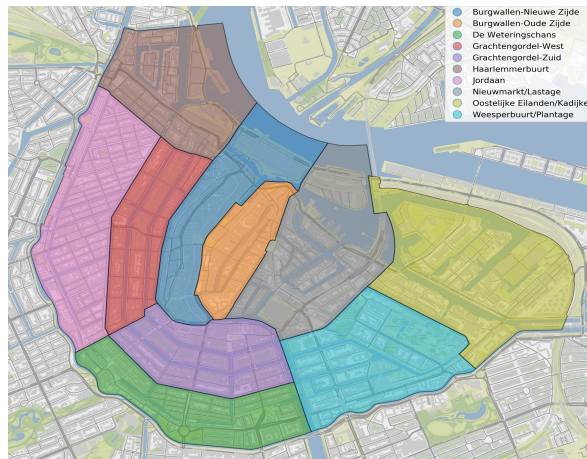 Burgwallen-Nieuwe Zijde
Burgwallen-Oude Zijde
De Weteringschans
Grachtengordel-West
Grachtengordel-Zuid
Haarlemmerbuurt
Jordaan
Nieuwmarkt/Lastage
Oostelijke Eilanden/Kadijke
Weesperbuurt/Plantage